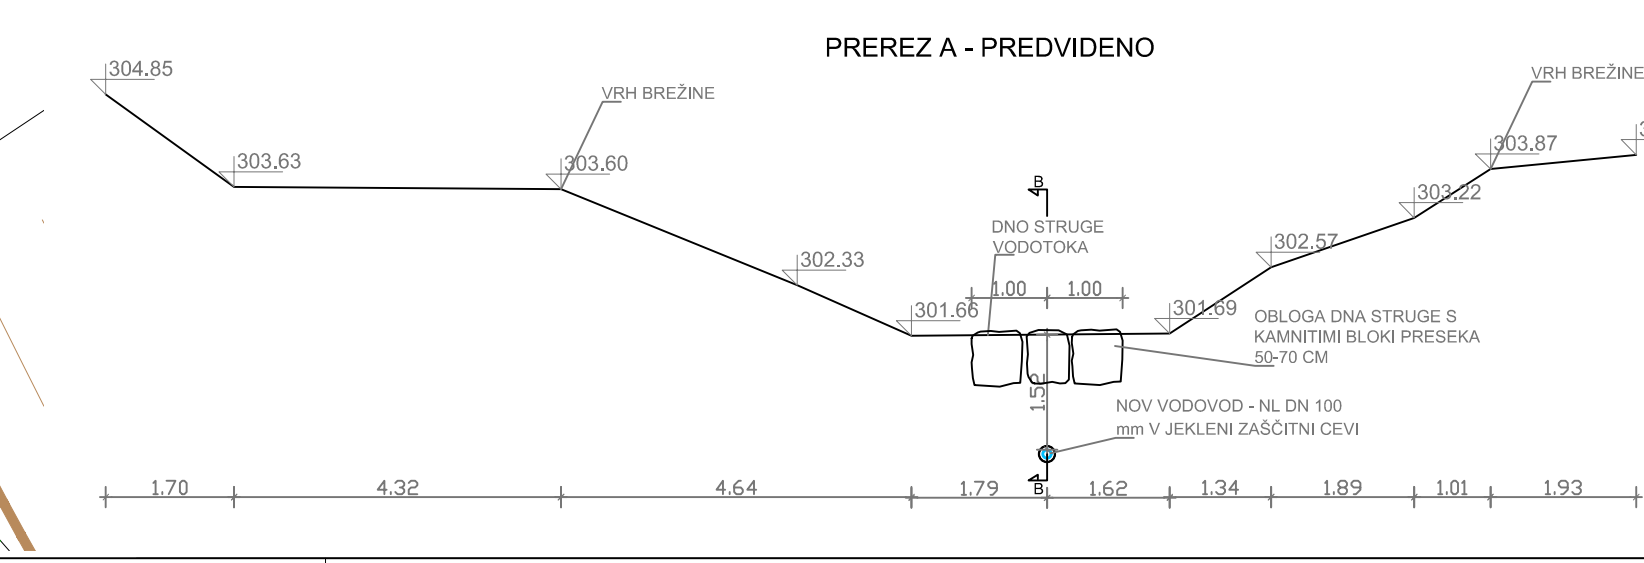 PREREZ A - PREDVIDENO
304.85
VRH BREŽINE
VRH BREŽINE
303.63
303.60
303.87
B
303.22
DNO STRUGE
VODOTOKA
302.57
302.33
1.00
1.00
301.66
301.69
OBLOGA DNA STRUGE S
KAMNITIMI BLOKI PRESEKA
50-70 CM
1.52
NOV VODOVOD - NL DN 100
mm V JEKLENI ZAŠČITNI CEVI
B
1.70
4.32
4.64
1.79
1.62
1.34
1.89
1.01
1.93